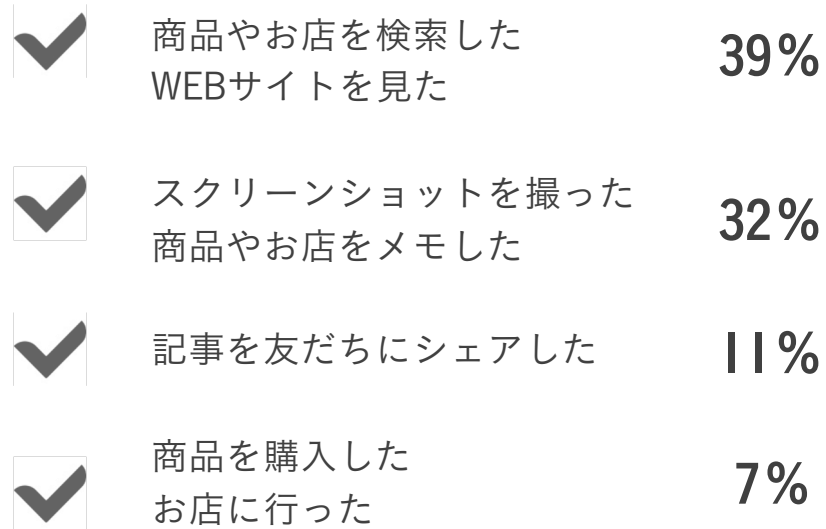 商品やお店を検索した
WEBサイトを見た
39%
スクリーンショットを撮った
商品やお店をメモした
32%
記事を友だちにシェアした
11%
商品を購入した
お店に行った
7%